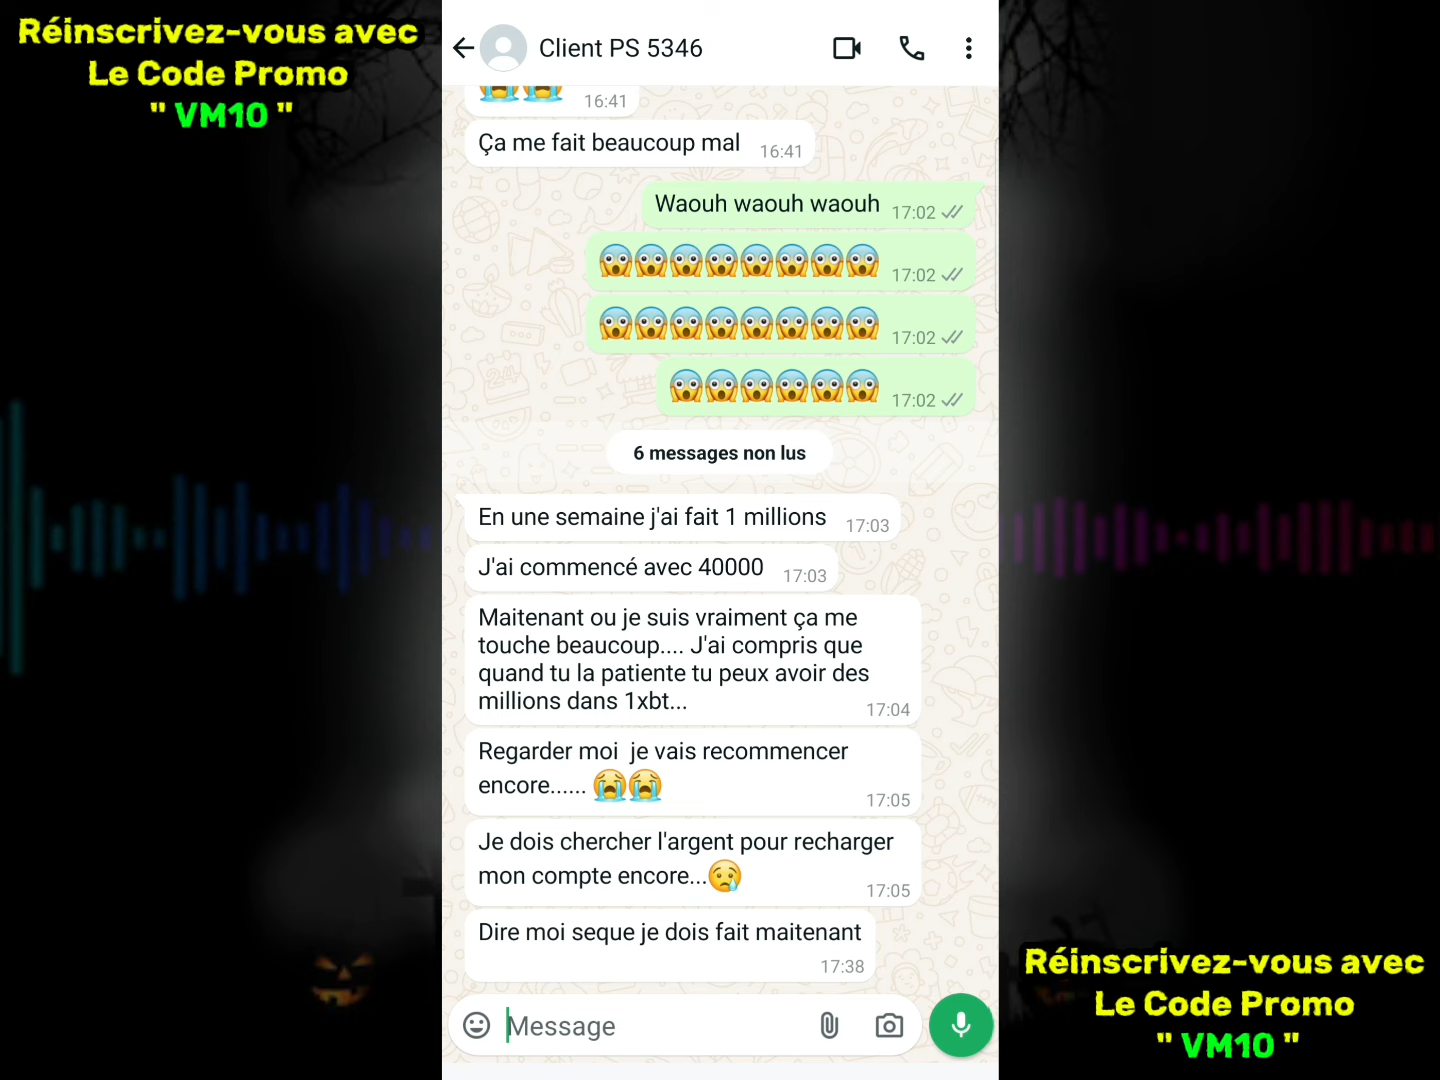 Réinscrivez-vous avec
Le Code Promo
" VM10 "
Client PS 5346
16:41
Ça me fait beaucoup mal 16:41
Waouh waouh waouh 17:02
😱😱😱😱😱😱😱😱 17:02
😱😱😱😱😱😱😱😱 17:02
😱😱😱😱😱😱 17:02
6 messages non lus
En une semaine j'ai fait 1 millions 17:03
J'ai commencé avec 40000 17:03
Maitenant ou je suis vraiment ça me
touche beaucoup.... J'ai compris que
quand tu la patiente tu peux avoir des
millions dans 1xbt...
17:04
Regarder moi je vais recommencer
encore...... 😭😭
17:05
Je dois chercher l'argent pour recharger
mon compte encore...😢
17:05
Dire moi seque je dois fait maitenant
17:38
Message
Réinscrivez-vous avec
Le Code Promo
" VM10 "